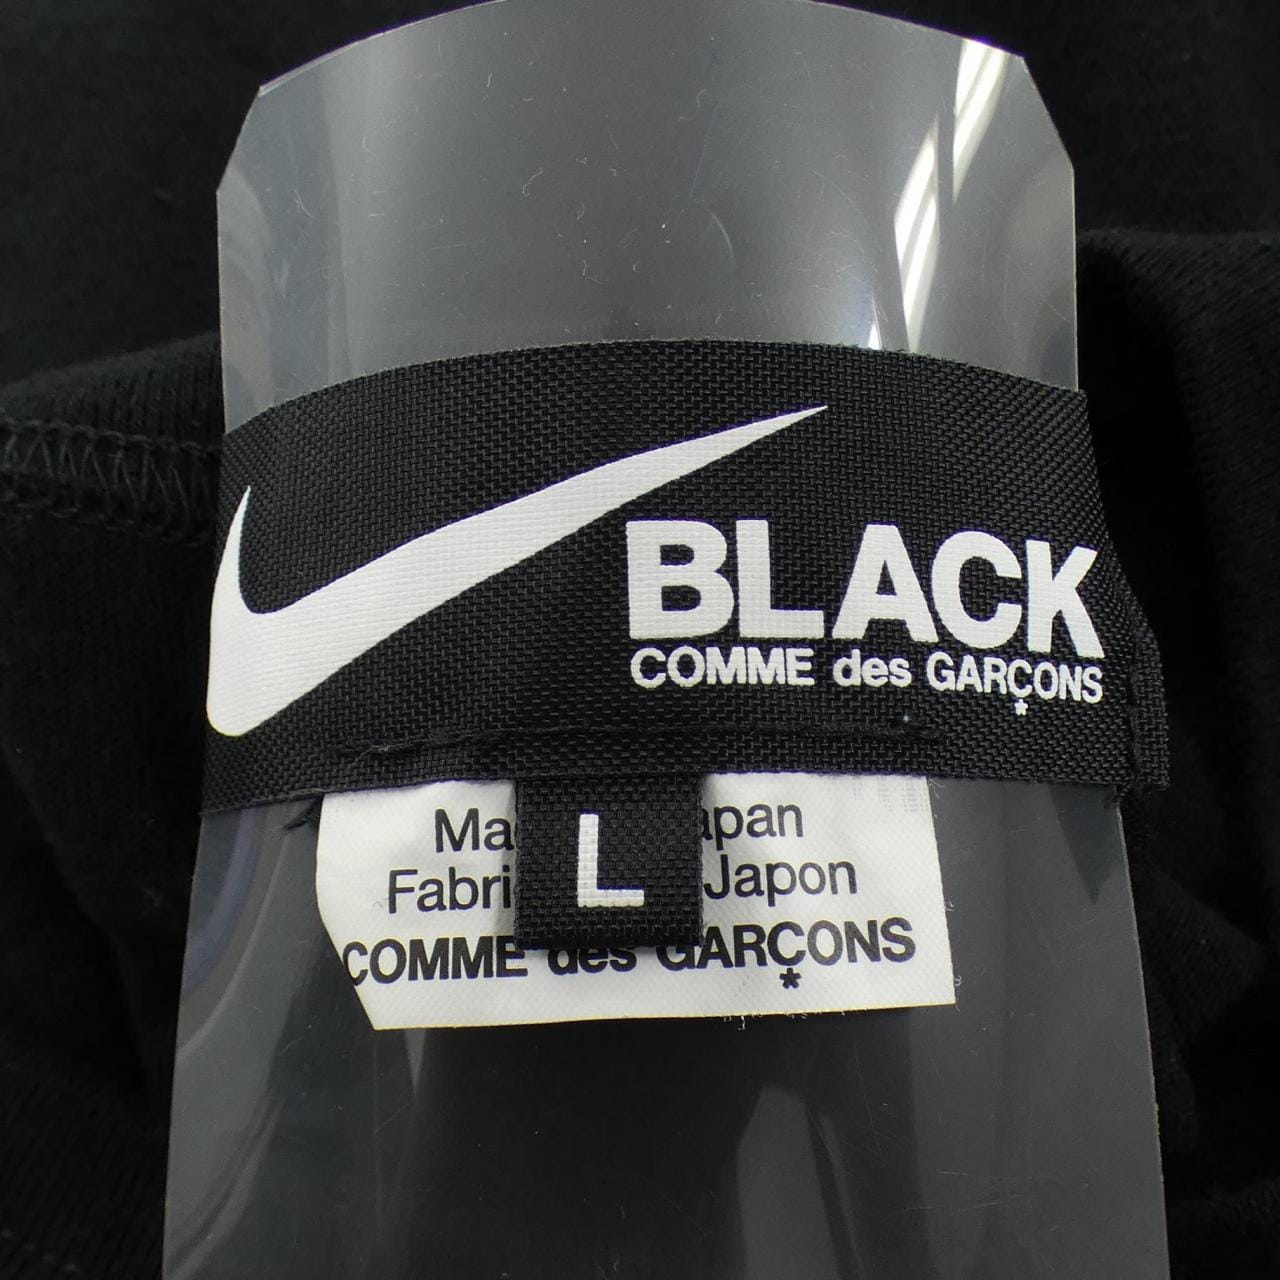 BLACK
COMME des GARÇONS
*
L
Japon
COMME des GARÇONS
*